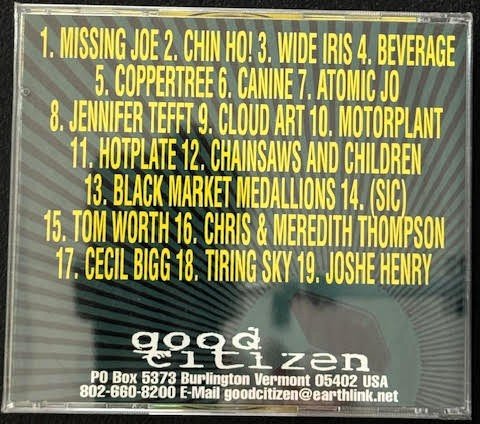 1. MISSING JOE 2. CHIN HO! 3. WIDE IRIS 4. BEVERAGE
5. COPPERTREE 6. CANINE 7. ATOMIC JO
8. JENNIFER TEFFT 9. CLOUD ART 10. MOTORPLANT
11. HOTPLATE 12. CHAINSAWS AND CHILDREN
13. BLACK MARKET MEDALLIONS 14. (SIC)
15. TOM WORTH 16. CHRIS & MEREDITH THOMPSON
17. CECIL BIGG 18. TIRING SKY 19. JOSHE HENRY
good
citizen
PO Box 5373 Burlington Vermont 05402 USA
802-660-8200 E-Mail goodcitizen@earthlink.net